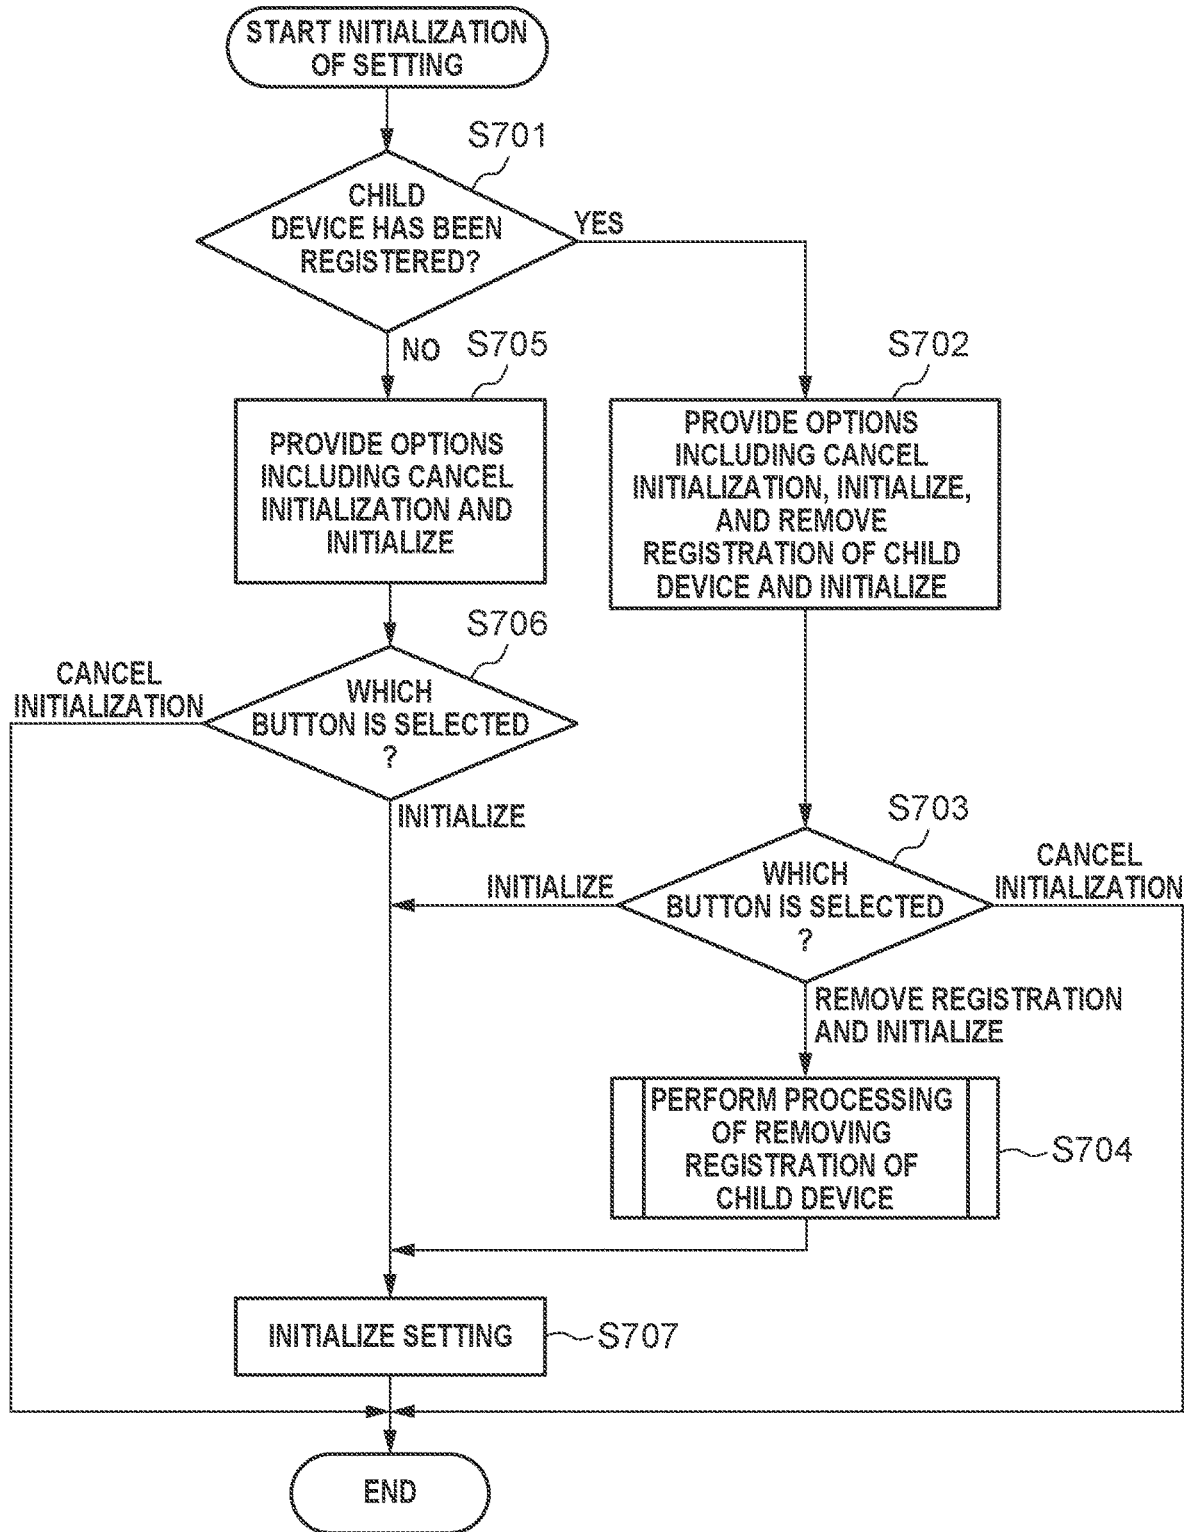 START INITIALIZATION
OF SETTING
S701
CHILD
DEVICE HAS BEEN
REGISTERED?
YES
NO
S705
S702
PROVIDE OPTIONS
INCLUDING CANCEL
INITIALIZATION AND
INITIALIZE
PROVIDE OPTIONS
INCLUDING CANCEL
INITIALIZATION, INITIALIZE,
AND REMOVE
REGISTRATION OF CHILD
DEVICE AND INITIALIZE
S706
CANCEL
INITIALIZATION
WHICH
BUTTON IS SELECTED
?
INITIALIZE
S703
INITIALIZE
WHICH
BUTTON IS SELECTED
?
CANCEL
INITIALIZATION
REMOVE REGISTRATION
AND INITIALIZE
PERFORM PROCESSING
OF REMOVING
REGISTRATION OF
CHILD DEVICE
S704
INITIALIZE SETTING
S707
END